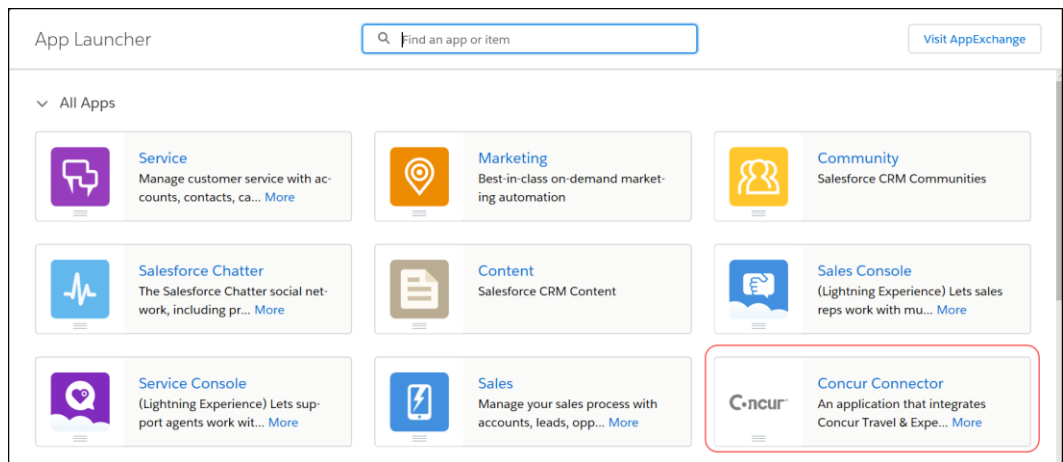 App Launcher
Find an app or item
Visit AppExchange
All Apps
Service
Manage customer service with ac-
counts, contacts, ca... More
Marketing
Best-in-class on-demand market-
ing automation
Community
Salesforce CRM Communities
Salesforce Chatter
The Salesforce Chatter social net-
work, including pr... More
Content
Salesforce CRM Content
Sales Console
(Lightning Experience) Lets sales
reps work with mu... More
Service Console
(Lightning Experience) Lets sup-
port agents work wit... More
Sales
Manage your sales process with
accounts, leads, opp... More
Concur
Concur Connector
An application that integrates
Concur Travel & Expe... More